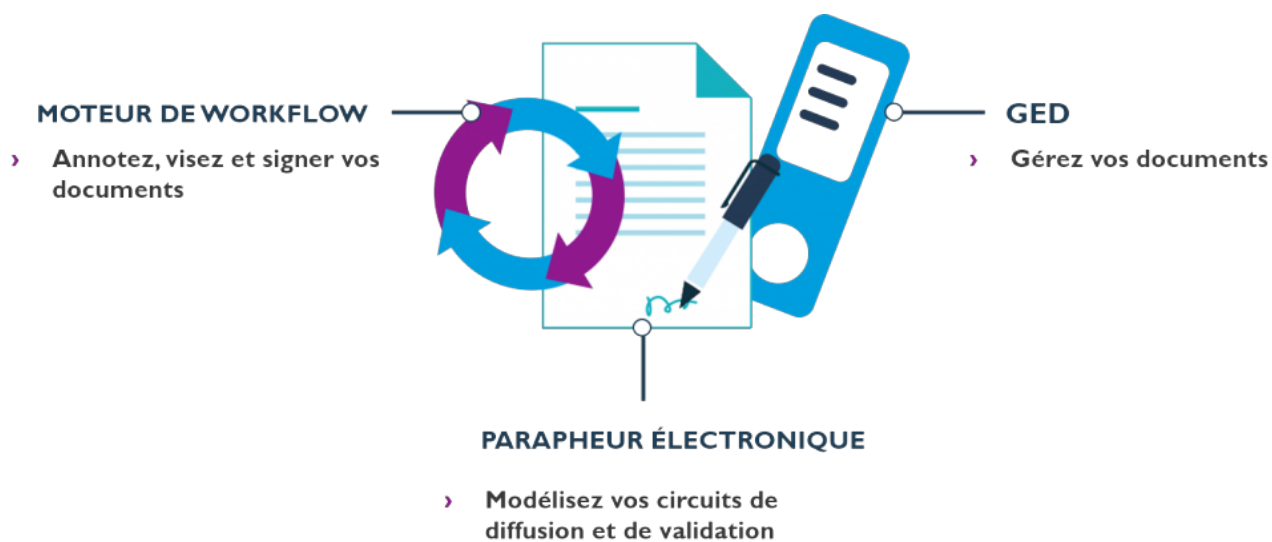 MOTEUR DE WORKFLOW
› Annotez, visez et signer vos
documents
GED
› Gérez vos documents
PARAPHEUR ÉLECTRONIQUE
› Modélisez vos circuits de
diffusion et de validation